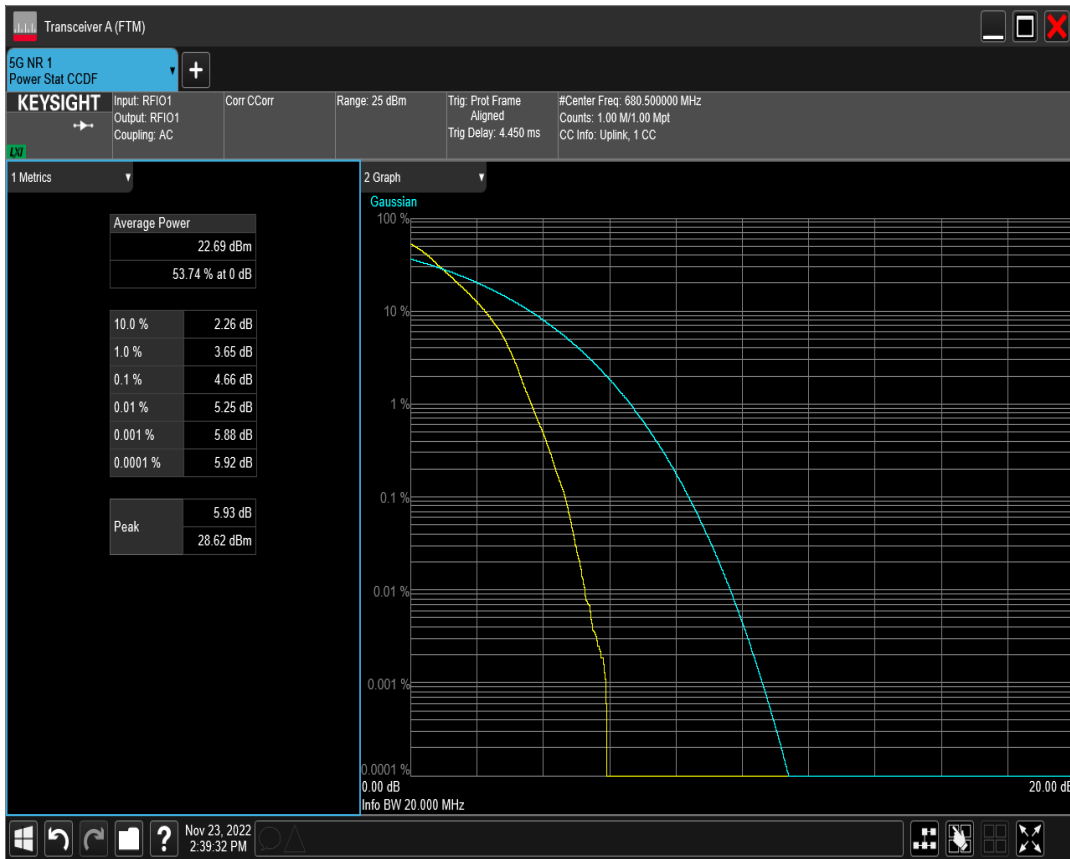 Transceiver A (FTM)
5G NR 1
Power Stat CCDF
+
KEYSIGHT
LXI
Input: RFIO1
Output: RFIO1
Coupling: AC
Corr CCorr
Range: 25 dBm
Trig: Prot Frame
Aligned
Trig Delay: 4.450 ms
#Center Freq: 680.500000 MHz
Counts: 1.00 M/1.00 Mpt
CC Info: Uplink, 1 CC
1 Metrics
Average Power
22.69 dBm
53.74 % at 0 dB
10.0 % 2.26 dB
1.0 % 3.65 dB
0.1 % 4.66 dB
0.01 % 5.25 dB
0.001 % 5.88 dB
0.0001 % 5.92 dB
Peak
5.93 dB
28.62 dBm
2 Graph
Gaussian
100 %
10 %
1 %
0.1 %
0.01 %
0.001 %
0.0001 %
0.00 dB 20.00 dB
Info BW 20.000 MHz
?
Nov 23, 2022
2:39:32 PM